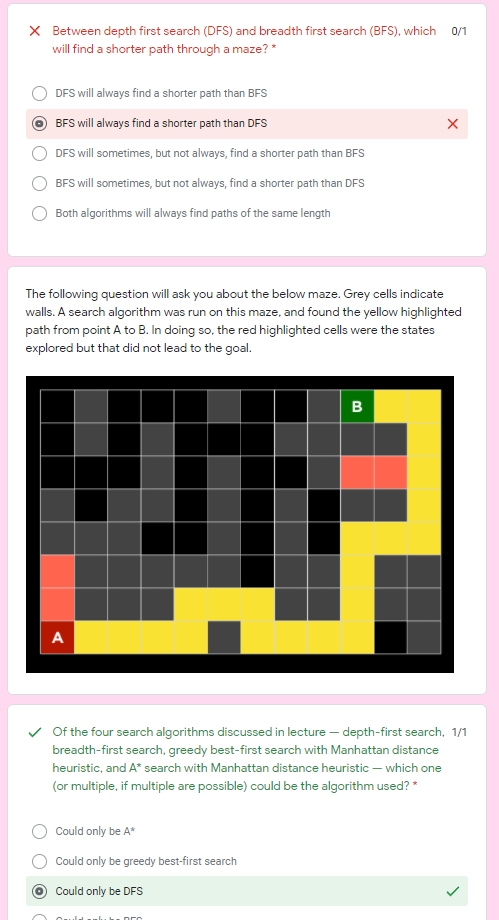 Between depth first search (DFS) and breadth first search (BFS), which 0/1
will find a shorter path through a maze? *
DFS will always find a shorter path than BFS
BFS will always find a shorter path than DFS
DFS will sometimes, but not always, find a shorter path than BFS
BFS will sometimes, but not always, find a shorter path than DFS
Both algorithms will always find paths of the same length
The following question will ask you about the below maze. Grey cells indicate
walls. A search algorithm was run on this maze, and found the yellow highlighted
path from point A to B. In doing so, the red highlighted cells were the states
explored but that did not lead to the goal.
B
A
Of the four search algorithms discussed in lecture — depth-first search, 1/1
breadth-first search, greedy best-first search with Manhattan distance
heuristic, and A* search with Manhattan distance heuristic — which one
(or multiple, if multiple are possible) could be the algorithm used? *
Could only be A*
Could only be greedy best-first search
Could only be DFS
Could only be BFS